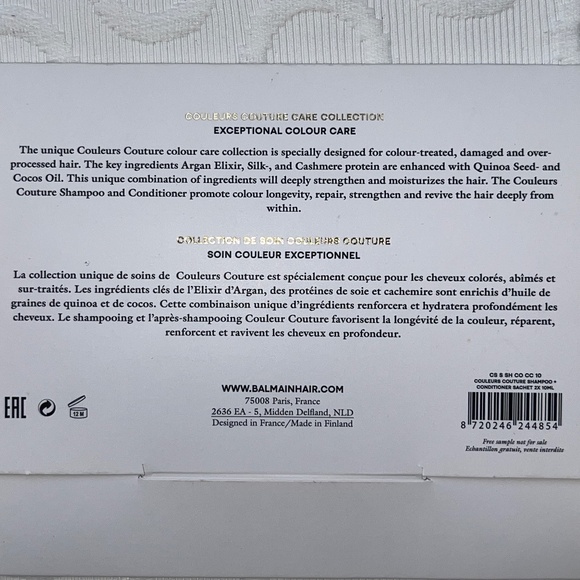 COULEURS COUTURE CARE COLLECTION
EXCEPTIONAL COLOUR CARE
The unique Couleurs Couture colour care collection is specially designed for colour-treated, damaged and over-
processed hair. The key ingredients Argan Elixir, Silk-, and Cashmere protein are enhanced with Quinoa Seed- and
Cocos Oil. This unique combination of ingredients will deeply strengthen and moisturizes the hair. The Couleurs
Couture Shampoo and Conditioner promote colour longevity, repair, strengthen and revive the hair deeply from
within.
COLLECTION DE SOIN COULEURS COUTURE
SOIN COULEUR EXCEPTIONNEL
La collection unique de soins de Couleurs Couture est spécialement conçue pour les cheveux colorés, abîmés et
sur-traités. Les ingrédients clés de l'Elixir d'Argan, des protéines de soie et cachemire sont enrichis d'huile de
graines de quinoa et de cocos. Cette combinaison unique d'ingrédients renforcera et hydratera profondément les
cheveux. Le shampooing et l'après-shampooing Couleur Couture favorisent la longévité de la couleur, réparent,
renforcent et ravivent les cheveux en profondeur.
WWW.BALMAINHAIR.COM
75008 Paris, France
2636 EA - 5, Midden Delfland, NLD
Designed in France/Made in Finland
EAC
12 M
CS S SH CO CC 10
COULEURS COUTURE SHAMPOO +
CONDITIONER SACHET 2X 10ML
8 720246 244854
Free sample not for sale
Echantillon gratuit, vente interdite